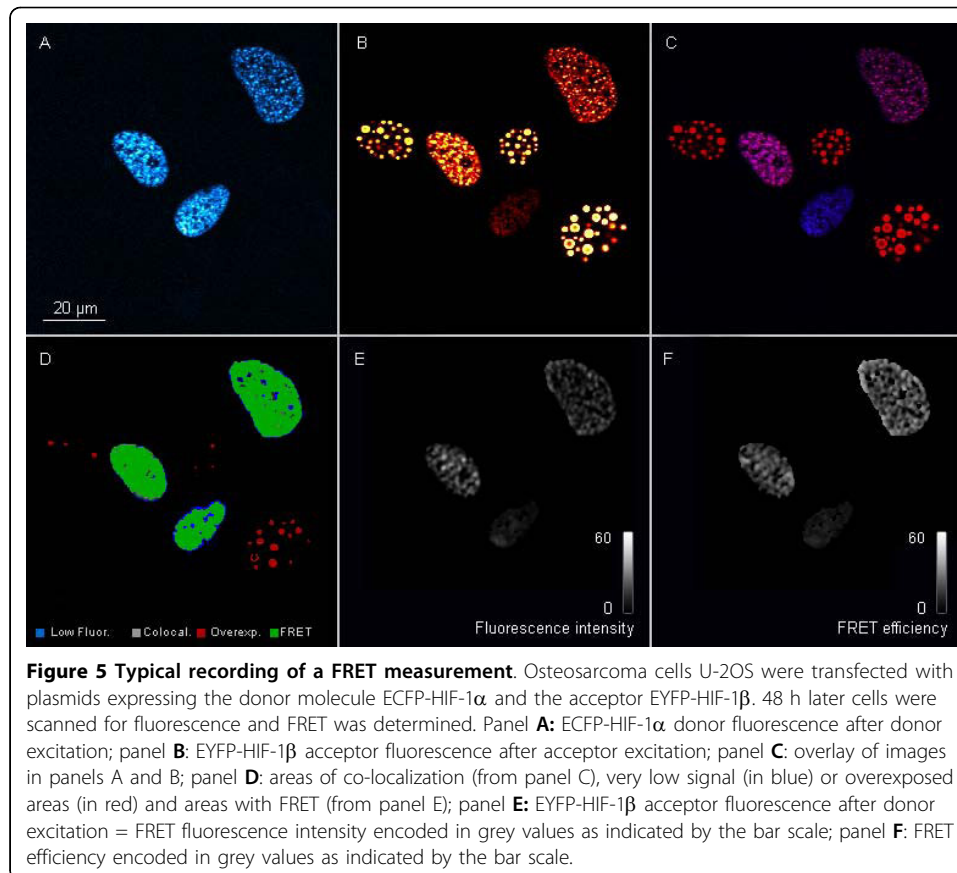 A
B
C
20 µm
D
E
F
60
0
60
0
Low Fluor. Colocal. Overexp. FRET
Fluorescence intensity
FRET efficiency
Figure 5 Typical recording of a FRET measurement. Osteosarcoma cells U-2OS were transfected with
plasmids expressing the donor molecule ECFP-HIF-1α and the acceptor EYFP-HIF-1β. 48 h later cells were
scanned for fluorescence and FRET was determined. Panel A: ECFP-HIF-1α donor fluorescence after donor
excitation; panel B: EYFP-HIF-1β acceptor fluorescence after acceptor excitation; panel C: overlay of images
in panels A and B; panel D: areas of co-localization (from panel C), very low signal (in blue) or overexposed
areas (in red) and areas with FRET (from panel E); panel E: EYFP-HIF-1β acceptor fluorescence after donor
excitation = FRET fluorescence intensity encoded in grey values as indicated by the bar scale; panel F: FRET
efficiency encoded in grey values as indicated by the bar scale.